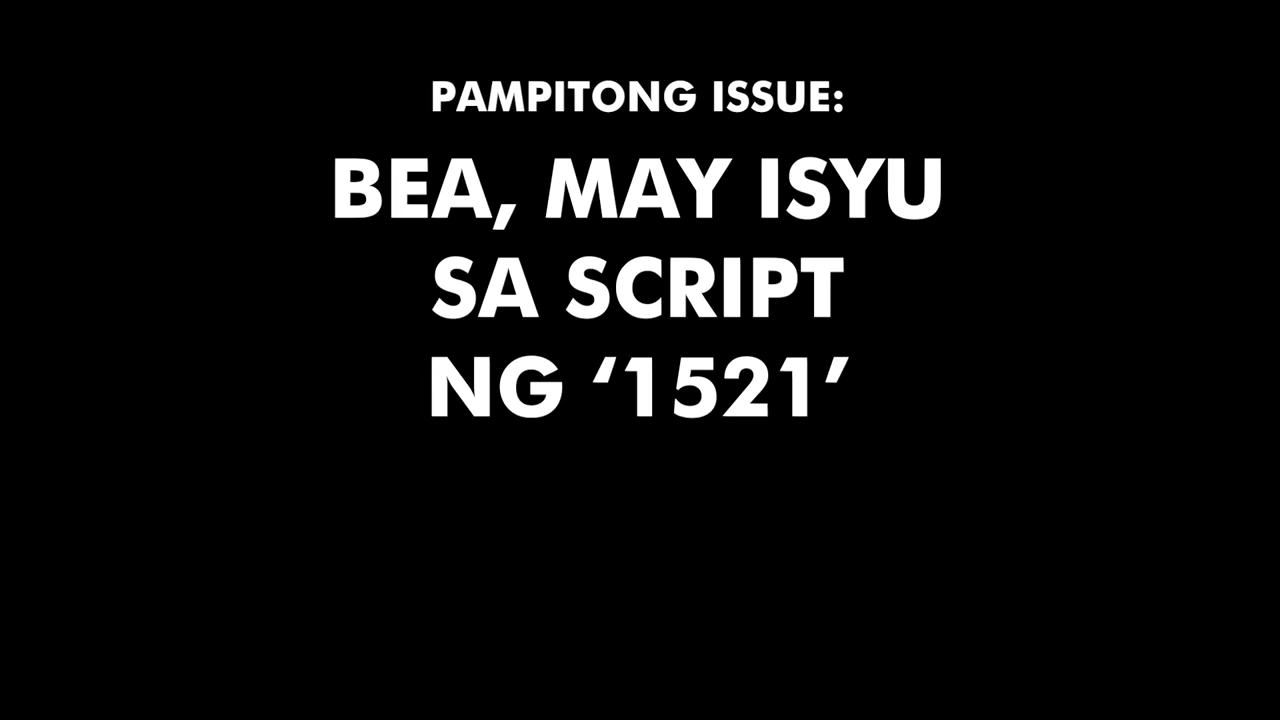 PAMPITONG ISSUE:
BEA, MAY ISYU
SA SCRIPT
NG ‘1521’